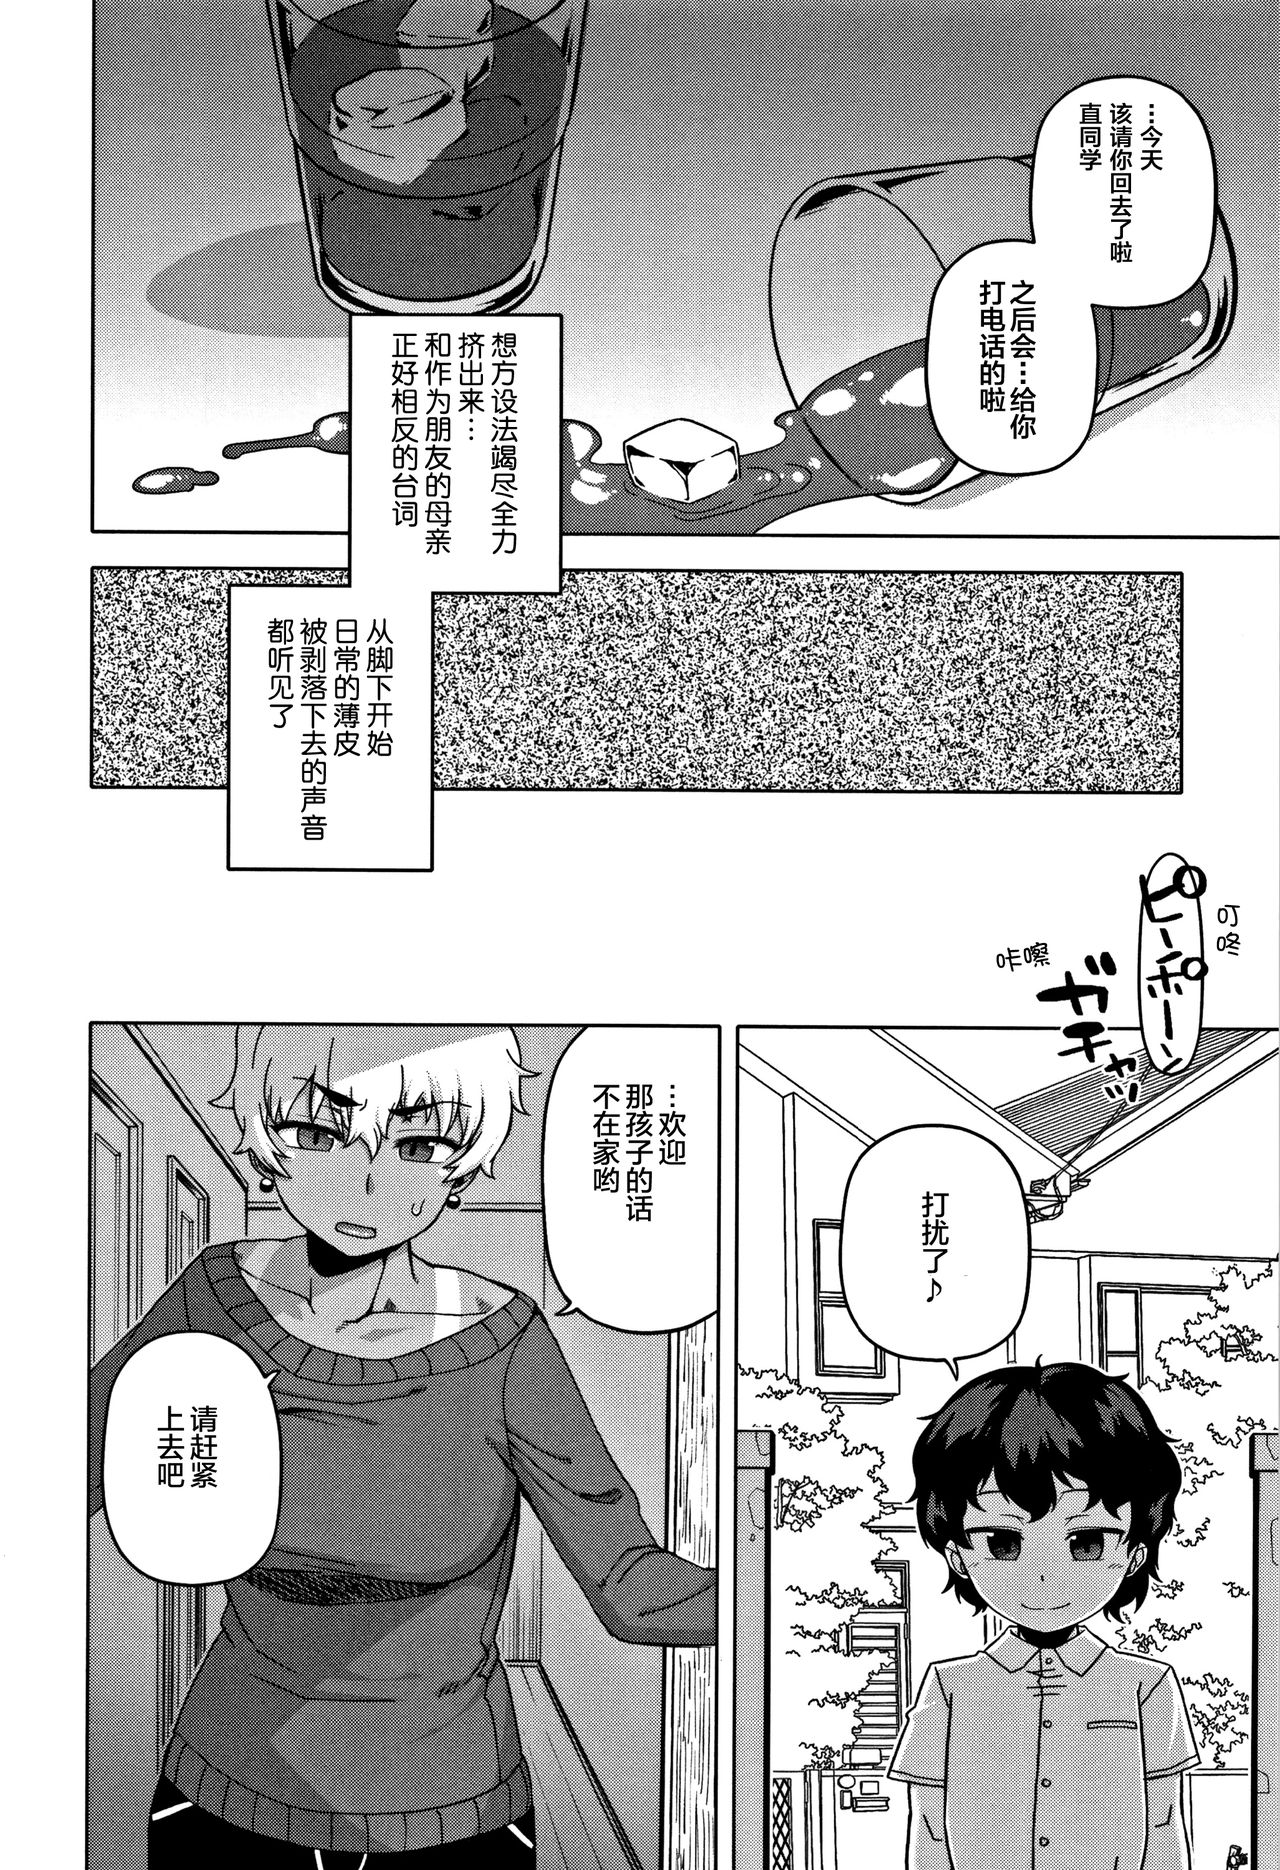 …今天
该请你回去了啦
直同学
之后会…给你
打电话的啦
想方设法竭尽全力
挤出来…
和作为朋友的母亲
正好相反的台词
从脚下开始
日常的薄皮
被剥落下去的声音
都听见了
ピーンポーン
叮咚
ガチャッ
咔嚓
打扰了♪
…欢迎
那孩子的话
不在家哟
请赶紧
上去吧